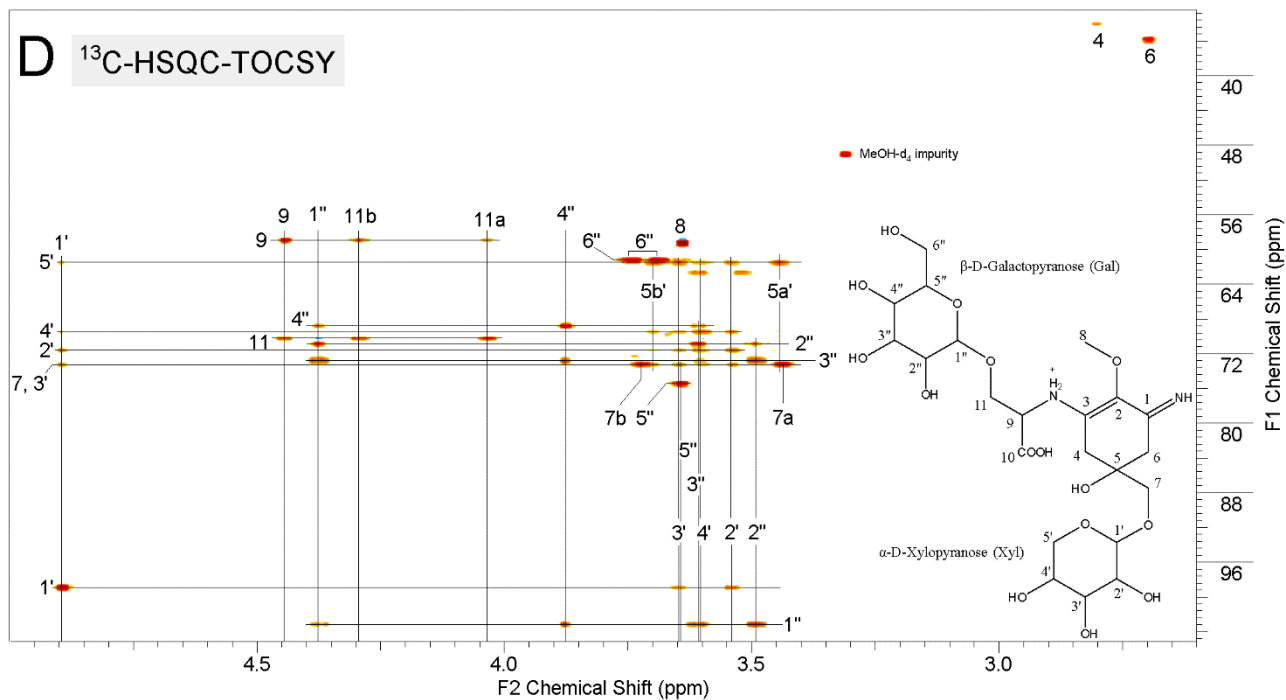 D
¹³C-HSQC-TOCSY
4
6
40
48
56
64
72
80
88
96
F1 Chemical Shift (ppm)
MeOH-d₄ impurity
9
1''
11b
11a
4''
8
9
6''
6''
1'
5'
5b'
5a'
4''
4'
11
2''
2'
3''
7, 3'
7b
5''
7a
5''
3''
3'
4'
2'
2''
1'
1''
4.5
4.0
3.5
3.0
F2 Chemical Shift (ppm)
HO
6''
β-D-Galactopyranose (Gal)
5''
4''
HO
O
3''
HO
2''
1''
OH
O
11
8
O
+
H₂
N
3
2
1
NH
9
10
COOH
4
5
6
HO
7
O
O
1'
5'
α-D-Xylopyranose (Xyl)
4'
HO
3'
2'
OH
OH